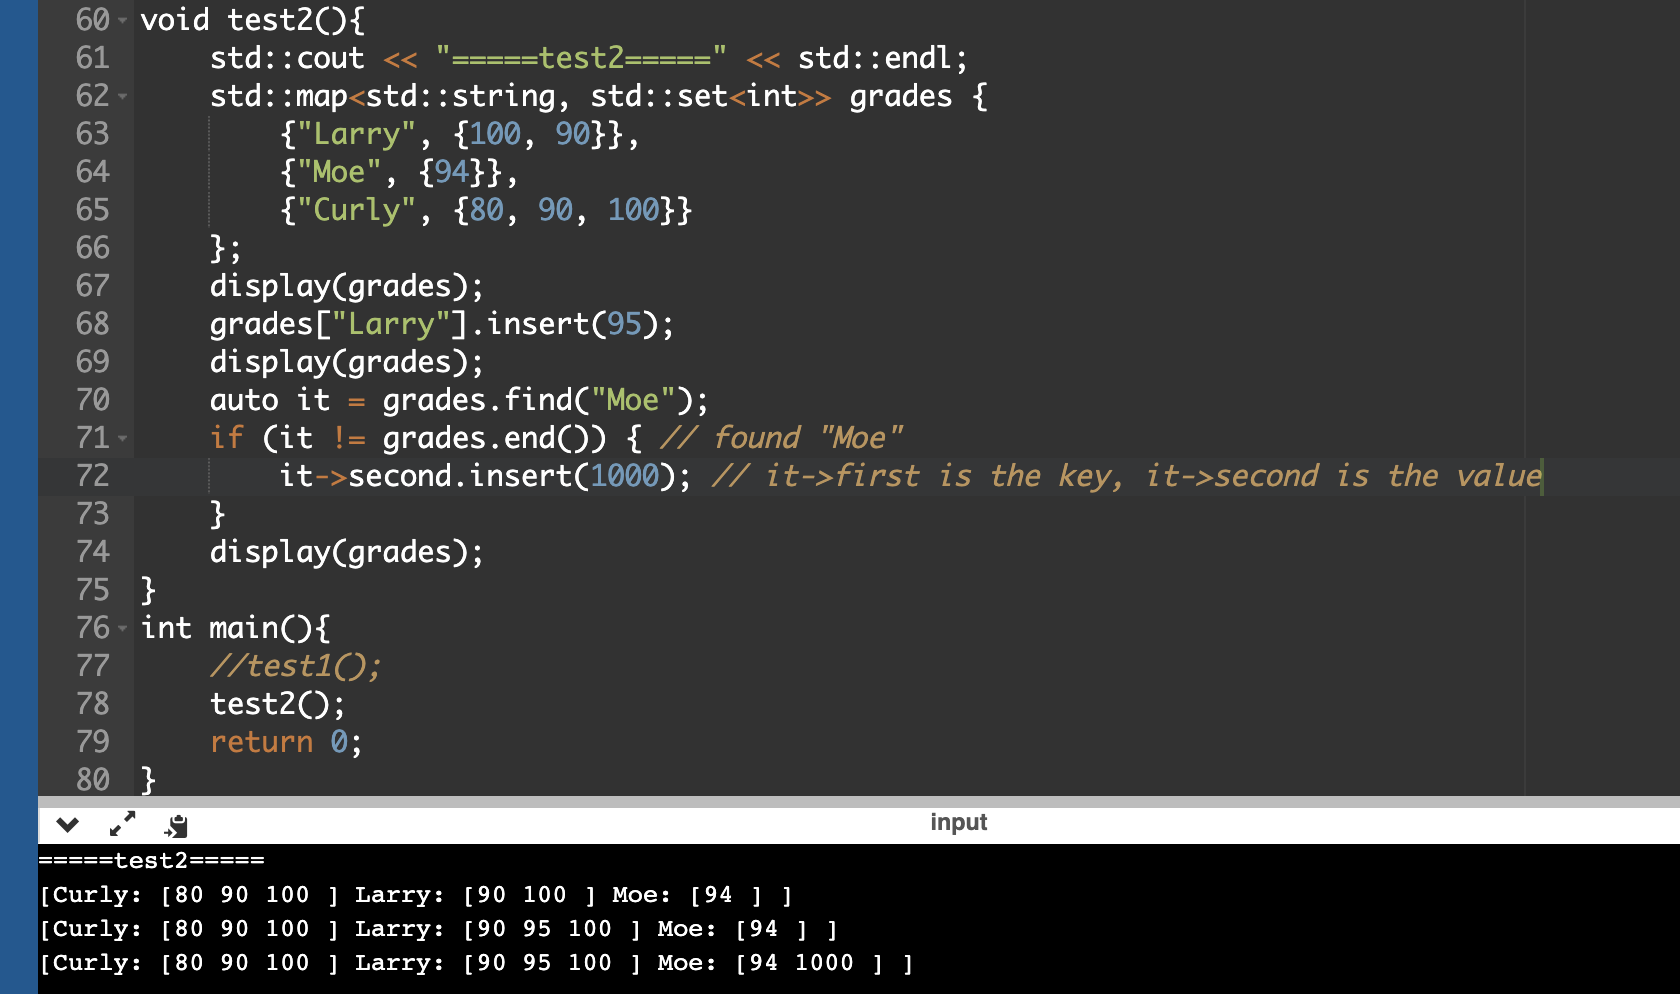 60 void test2(){
61     std::cout << "=====test2=====" << std::endl;
62     std::map<std::string, std::set<int>> grades {
63         {"Larry", {100, 90}},
64         {"Moe", {94}},
65         {"Curly", {80, 90, 100}}
66     };
67     display(grades);
68     grades["Larry"].insert(95);
69     display(grades);
70     auto it = grades.find("Moe");
71     if (it != grades.end()) { // found "Moe"
72         it->second.insert(1000); // it->first is the key, it->second is the value
73     }
74     display(grades);
75 }
76 int main(){
77     //test1();
78     test2();
79     return 0;
80 }
input
=====test2=====
[Curly: [80 90 100 ] Larry: [90 100 ] Moe: [94 ] ]
[Curly: [80 90 100 ] Larry: [90 95 100 ] Moe: [94 ] ]
[Curly: [80 90 100 ] Larry: [90 95 100 ] Moe: [94 1000 ] ]